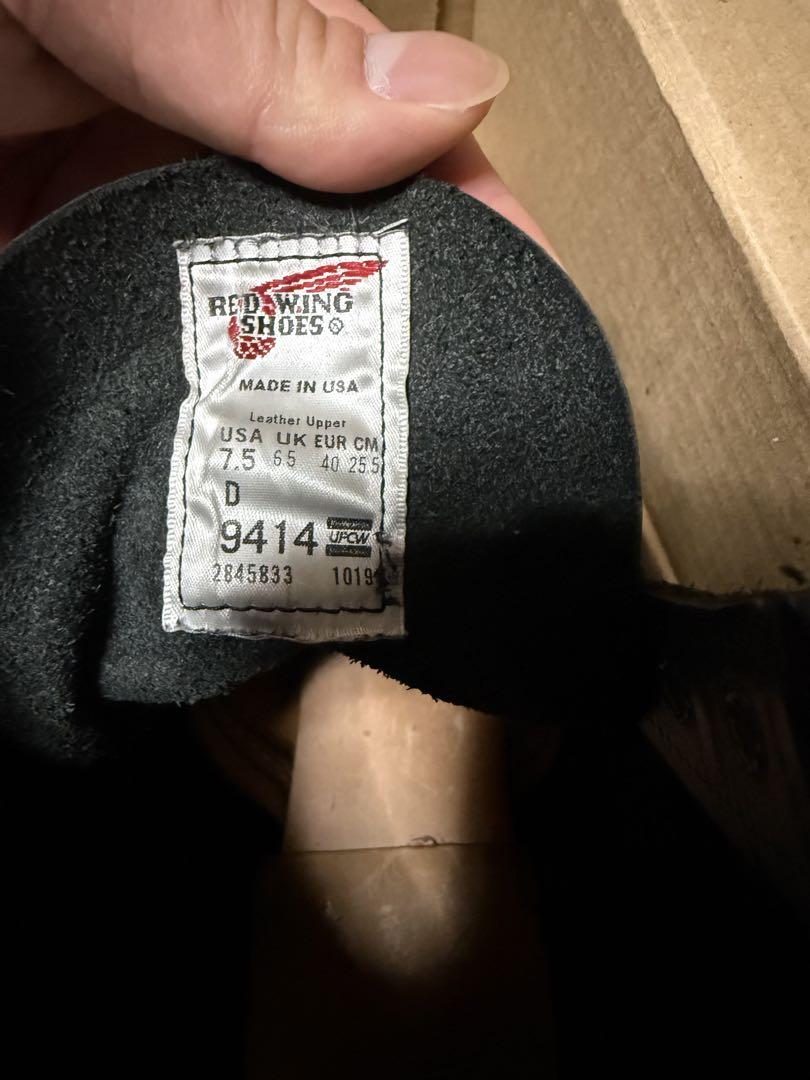 RED WING
SHOES ®
MADE IN USA
Leather Upper
USA UK EUR CM
7.5 6.5 40 25.5
D
9414 UFCW
2845833 1019